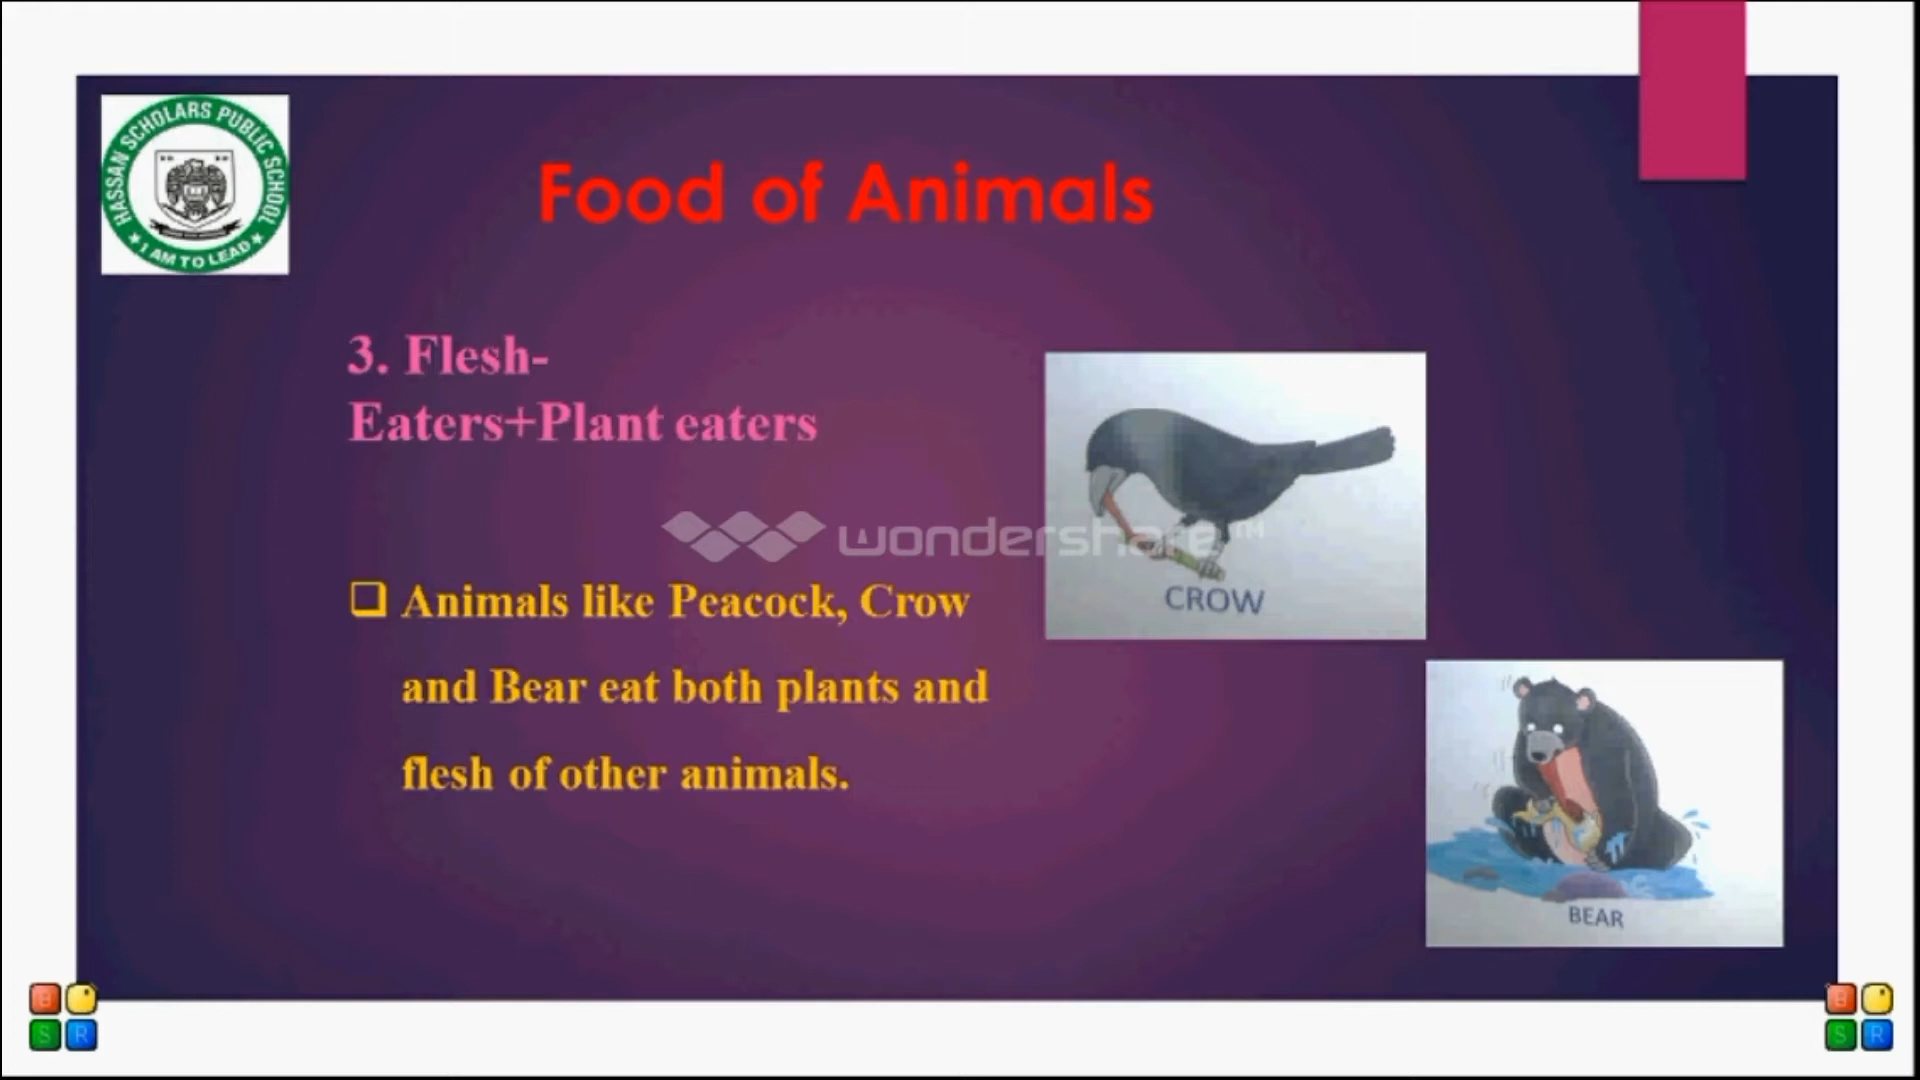 HASSAN SCHOLARS PUBLIC SCHOOL
★ I AM TO LEAD ★
Food of Animals
3. Flesh-
Eaters+Plant eaters
wondershare™
❑ Animals like Peacock, Crow
and Bear eat both plants and
flesh of other animals.
CROW
BEAR
B
S R
B
S R